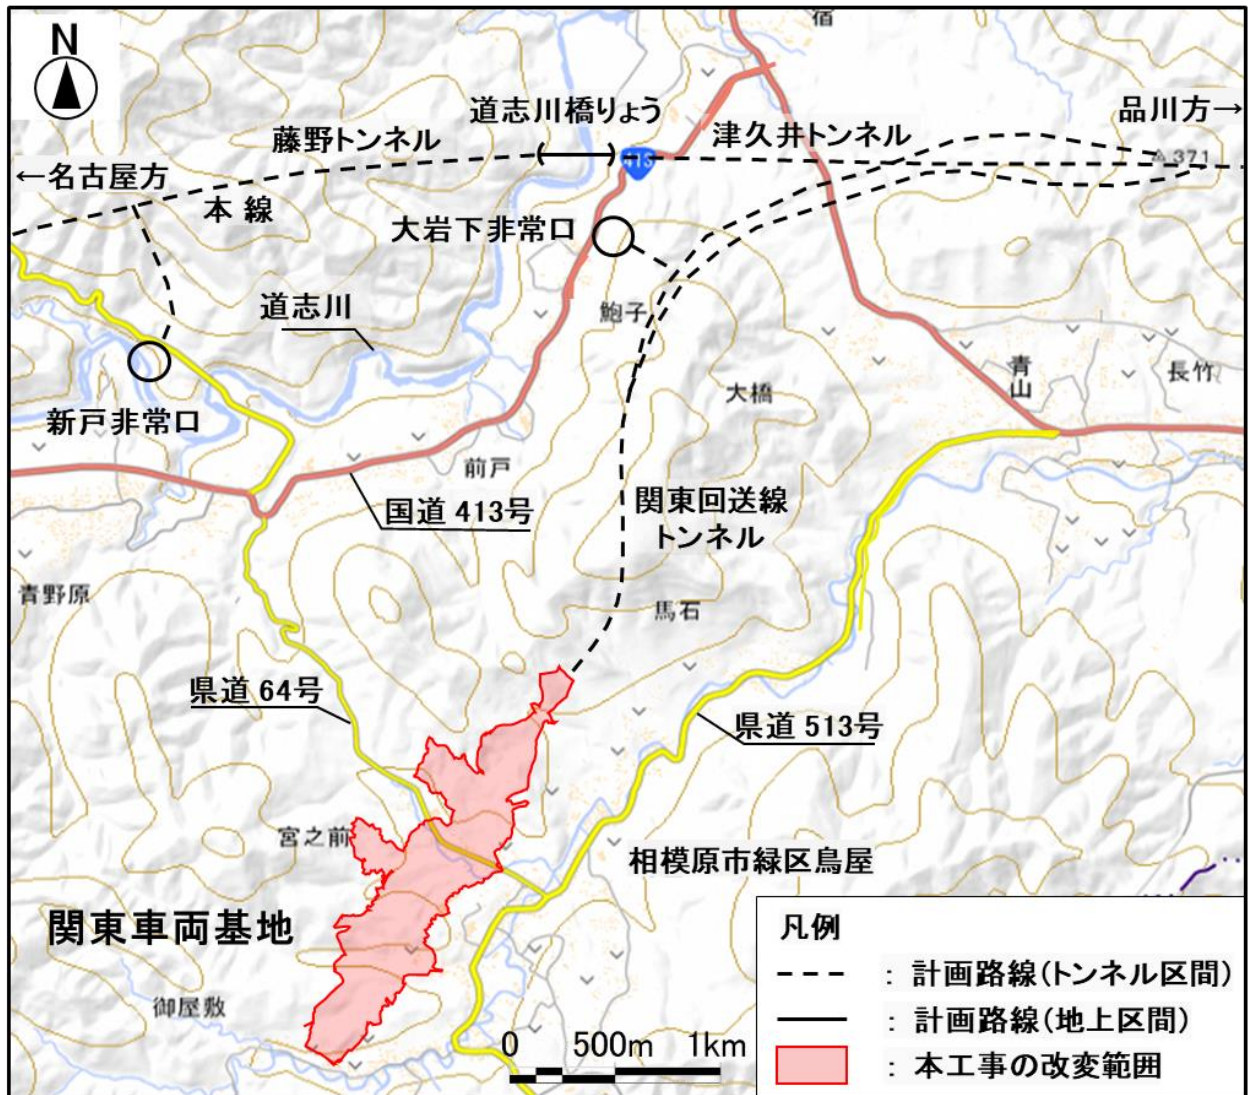 N
宿
道志川橋りょう
品川方→
藤野トンネル
津久井トンネル
413
371
←名古屋方
本 線
大岩下非常口
道志川
鮑子
青山
長竹
大橋
新戸非常口
前戸
関東回送線
トンネル
国道 413号
青野原
馬石
県道 64号
県道 513号
宮之前
相模原市緑区鳥屋
関東車両基地
御屋敷
0 500m 1km
凡例
：計画路線(トンネル区間)
：計画路線(地上区間)
：本工事の改変範囲